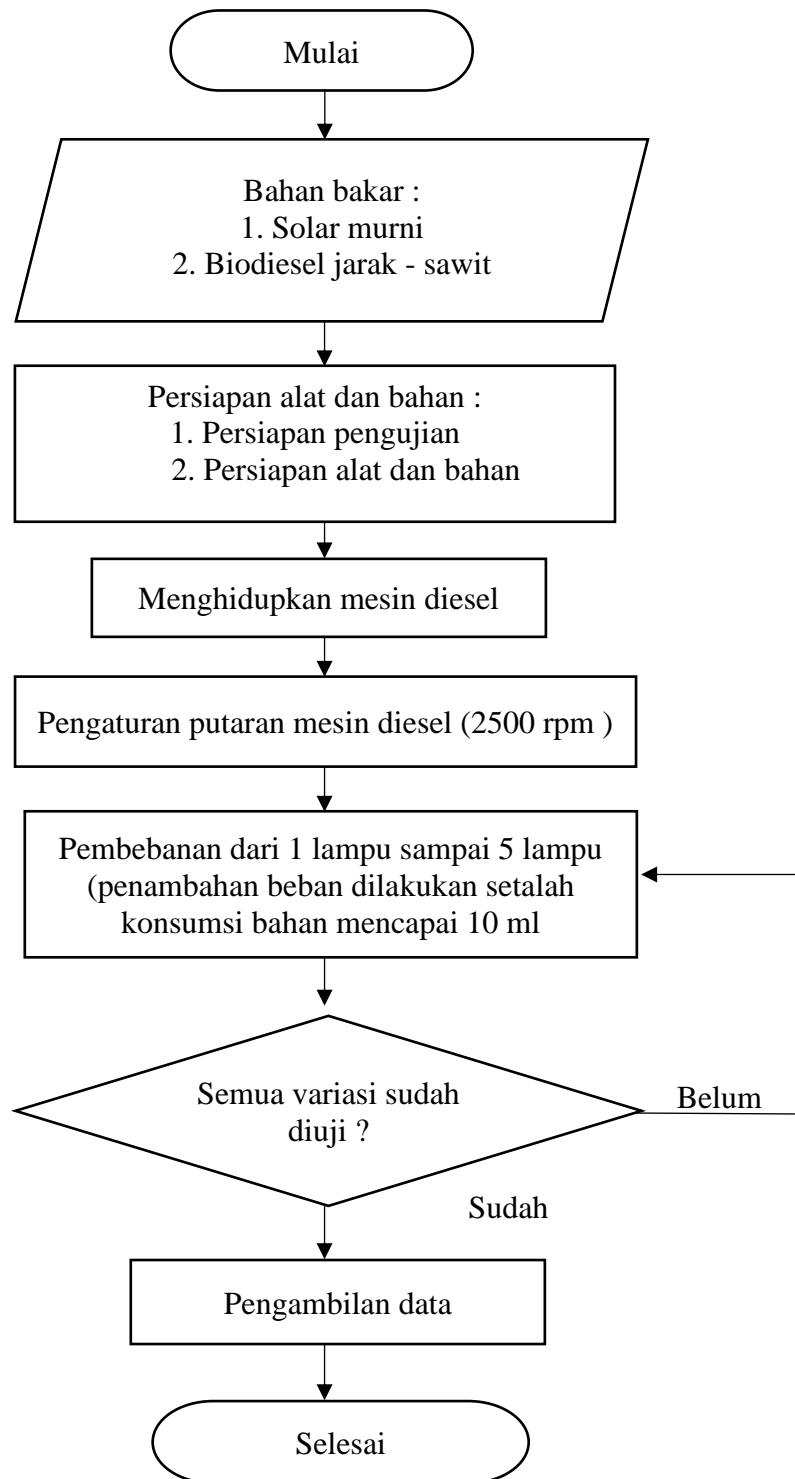 Mulai
Bahan bakar :
1. Solar murni
2. Biodiesel jarak - sawit
Persiapan alat dan bahan :
1. Persiapan pengujian
2. Persiapan alat dan bahan
Menghidupkan mesin diesel
Pengaturan putaran mesin diesel (2500 rpm )
Pembebanan dari 1 lampu sampai 5 lampu
(penambahan beban dilakukan setalah
konsumsi bahan mencapai 10 ml
Semua variasi sudah
diuji ?
Belum
Sudah
Pengambilan data
Selesai